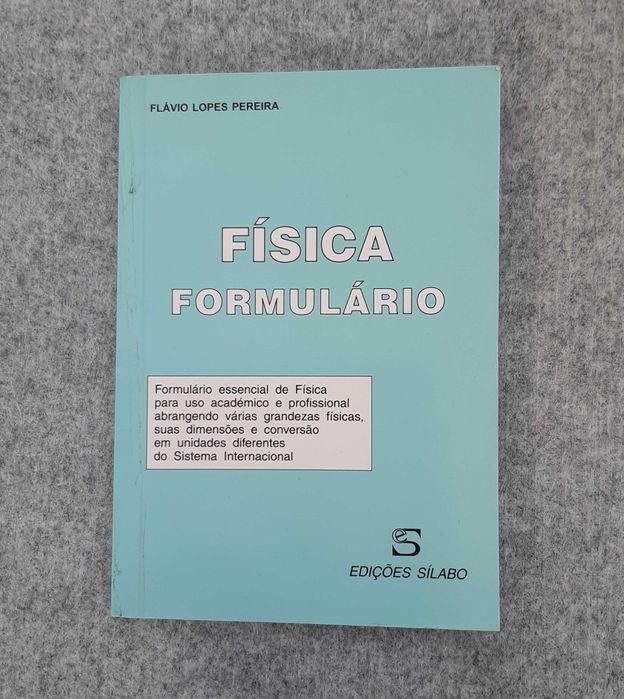 FLÁVIO LOPES PEREIRA
FÍSICA
FORMULÁRIO
Formulário essencial de Física
para uso académico e profissional
abrangendo várias grandezas físicas,
suas dimensões e conversão
em unidades diferentes
do Sistema Internacional
eS
EDIÇÕES SÍLABO